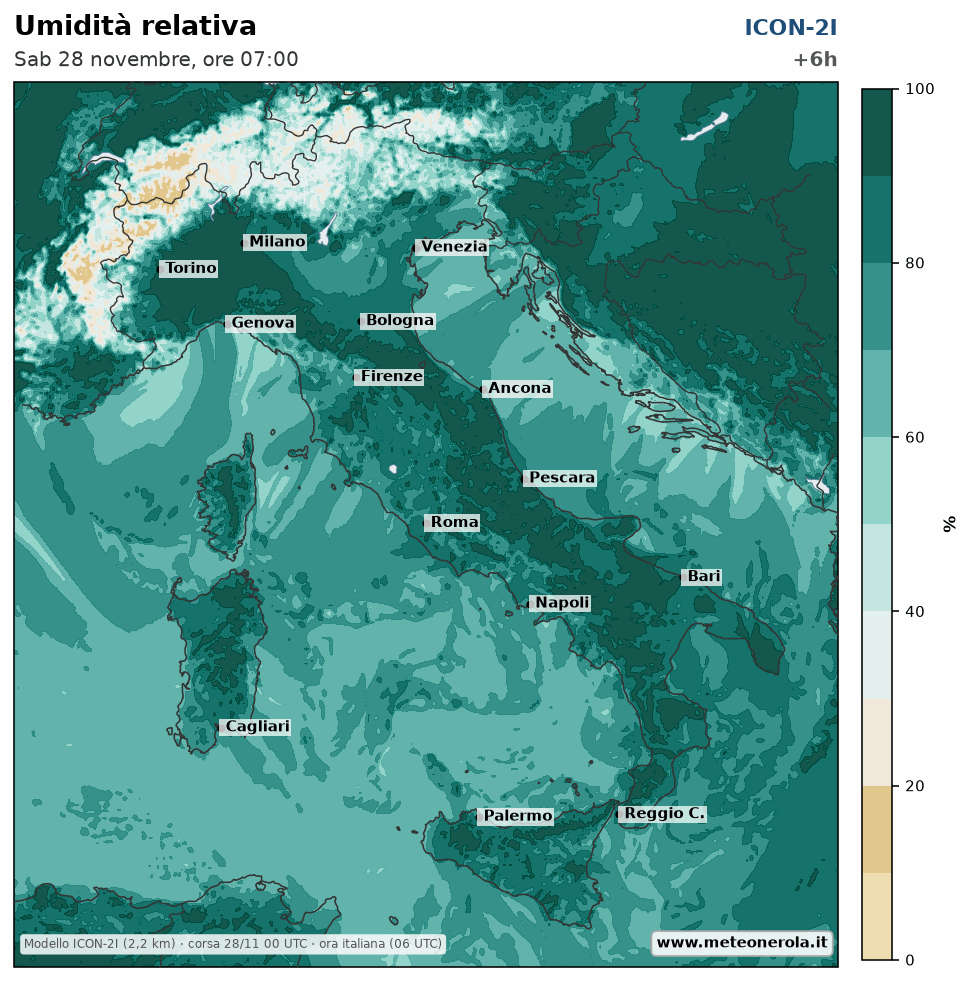 Umidità relativa
ICON-2I
Sab 28 novembre, ore 07:00
+6h
100
80
60
40
20
0
%
Milano
Venezia
Torino
Genova
Bologna
Firenze
Ancona
Pescara
Roma
Bari
Napoli
Cagliari
Palermo
Reggio C.
Modello ICON-2I (2,2 km) · corsa 28/11 00 UTC · ora italiana (06 UTC)
www.meteonerola.it